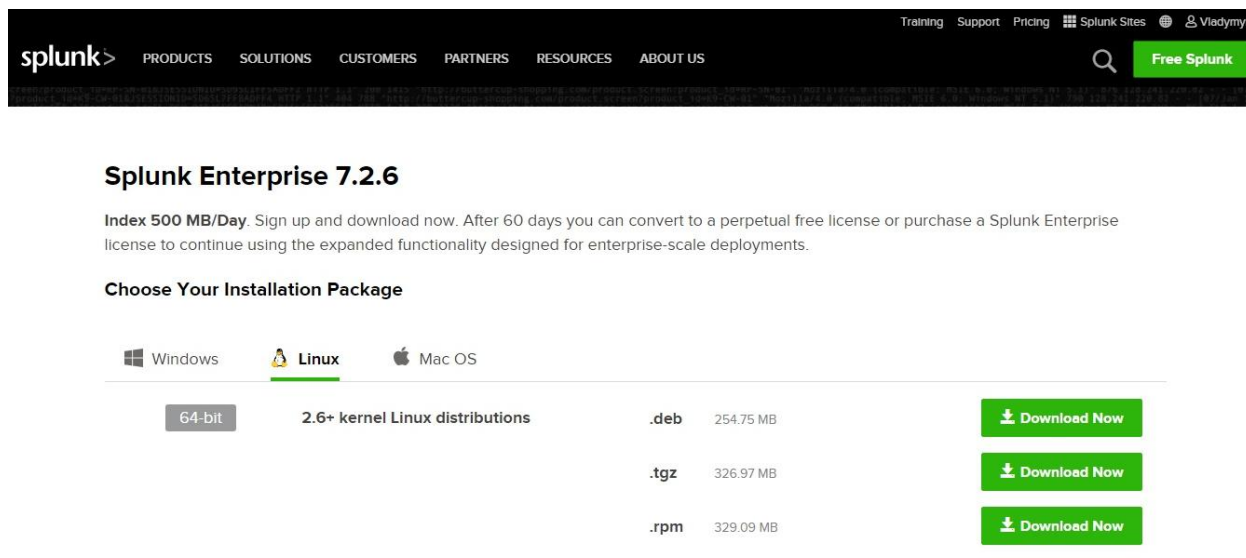 Training Support Pricing Splunk Sites Vladymy
splunk> PRODUCTS SOLUTIONS CUSTOMERS PARTNERS RESOURCES ABOUT US Free Splunk
Splunk Enterprise 7.2.6
Index 500 MB/Day. Sign up and download now. After 60 days you can convert to a perpetual free license or purchase a Splunk Enterprise
license to continue using the expanded functionality designed for enterprise-scale deployments.
Choose Your Installation Package
Windows Linux Mac OS
64-bit 2.6+ kernel Linux distributions .deb 254.75 MB Download Now
.tgz 326.97 MB Download Now
.rpm 329.09 MB Download Now